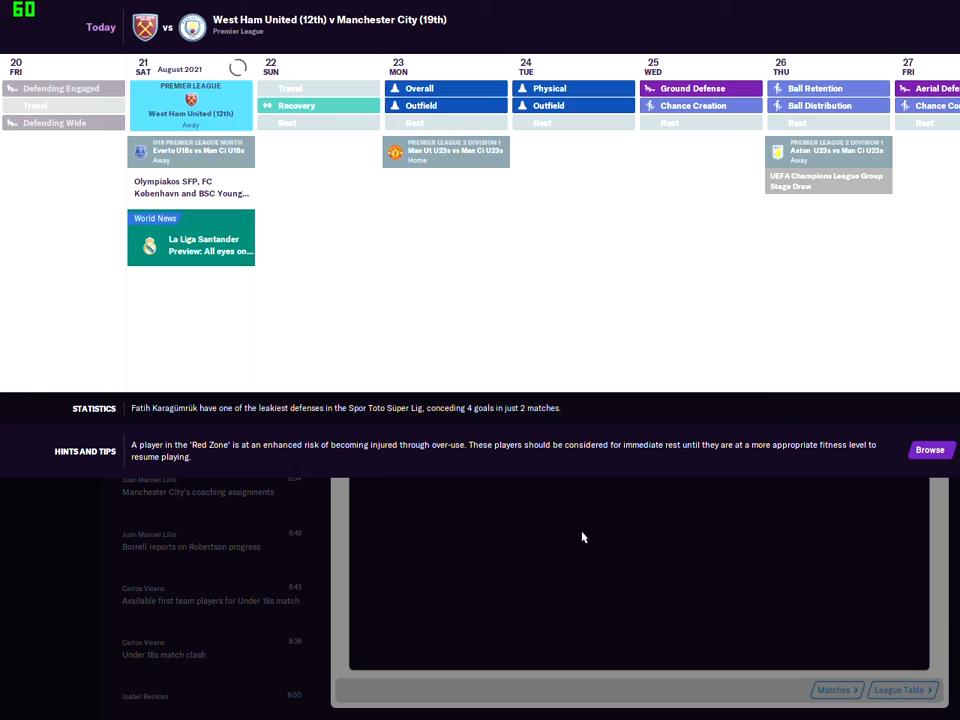 60
Today
vs
West Ham United (12th) v Manchester City (19th)
Premier League
20
FRI
21
SAT
August 2021
22
SUN
23
MON
24
TUE
25
WED
26
THU
27
FRI
Defending Engaged
Travel
Defending Wide
PREMIER LEAGUE
West Ham United (12th)
Away
Travel
Recovery
Rest
Overall
Outfield
Rest
Physical
Outfield
Rest
Ground Defense
Chance Creation
Rest
Ball Retention
Ball Distribution
Rest
Aerial Defe
Chance Co
Rest
U18 PREMIER LEAGUE NORTH
Everto U18s vs Man Ci U18s
Away
PREMIER LEAGUE 2 DIVISION 1
Man Ut U23s vs Man Ci U23s
Home
PREMIER LEAGUE 2 DIVISION 1
Aston U23s vs Man Ci U23s
Away
UEFA Champions League Group
Stage Draw
Olympiakos SFP, FC
København and BSC Young...
World News
La Liga Santander
Preview: All eyes on...
STATISTICS
Fatih Karagümrük have one of the leakiest defenses in the Spor Toto Süper Lig, conceding 4 goals in just 2 matches.
HINTS AND TIPS
A player in the 'Red Zone' is at an enhanced risk of becoming injured through over-use. These players should be considered for immediate rest until they are at a more appropriate fitness level to
resume playing.
Browse
Juan Manuel Lillo
Manchester City's coaching assignments
Juan Manuel Lillo 8:49
Borrell reports on Robertson progress
Carlos Vicens 8:43
Available first team players for Under 18s match
Carlos Vicens 8:38
Under 18s match clash
Isabel Beckles 8:00
Matches >
League Table >